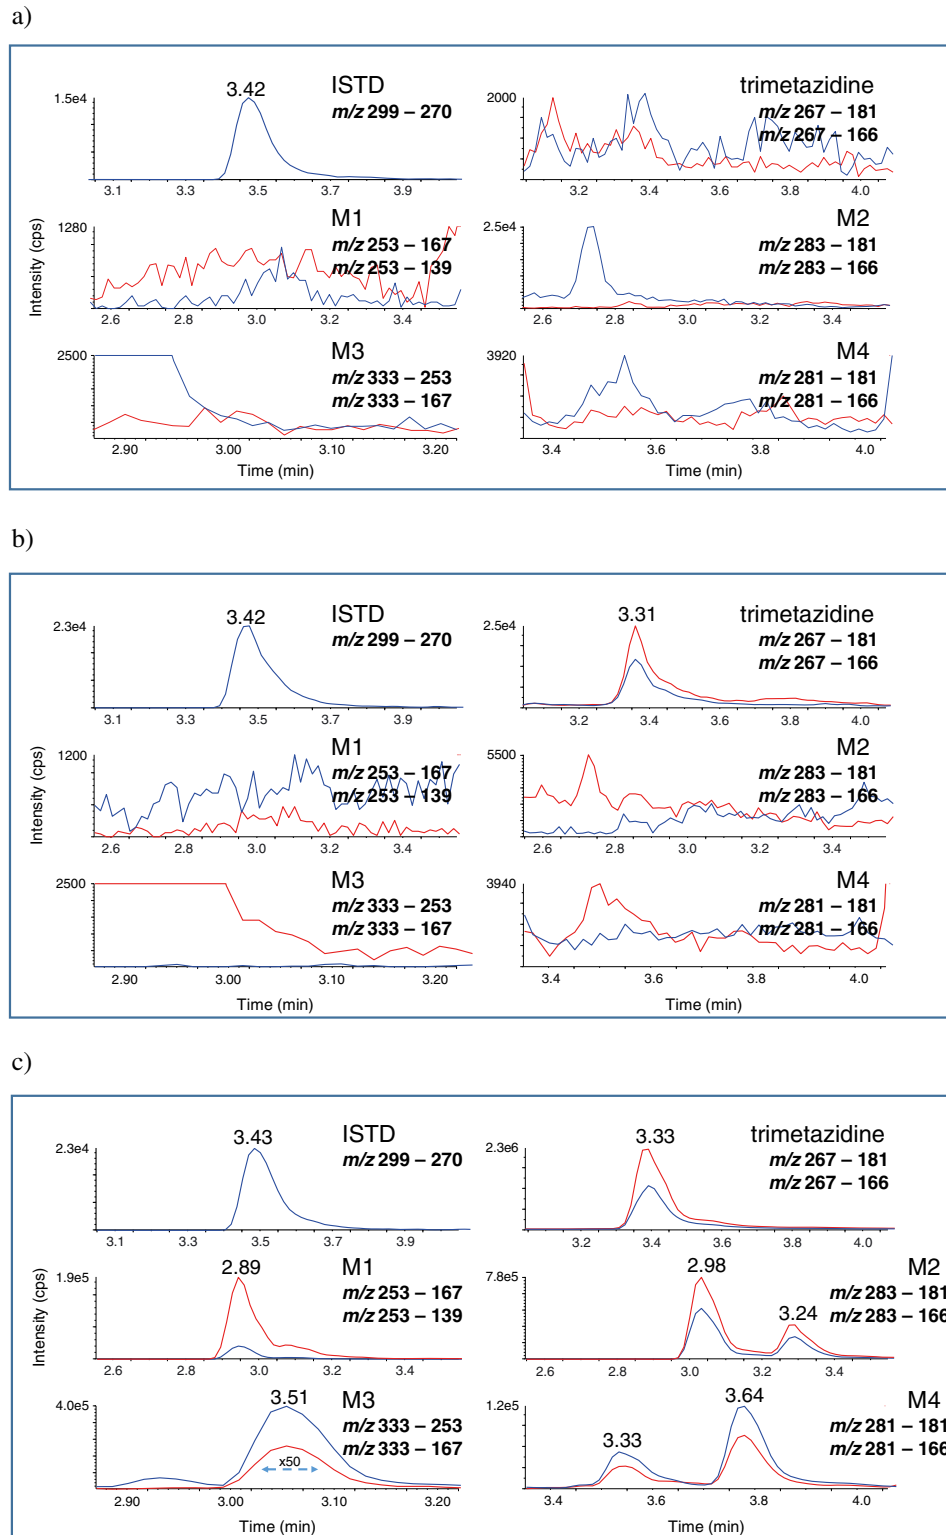 a)
3.42
ISTD
m/z 299 – 270
1.5e4
3.1 3.3 3.5 3.7 3.9
trimetazidine
m/z 267 – 181
m/z 267 – 166
2000
3.2 3.4 3.6 3.8 4.0
Intensity (cps)
M1
m/z 253 – 167
m/z 253 – 139
1280
2.6 2.8 3.0 3.2 3.4
M2
m/z 283 – 181
m/z 283 – 166
2.5e4
2.6 2.8 3.0 3.2 3.4
M3
m/z 333 – 253
m/z 333 – 167
2500
2.90 3.00 3.10 3.20
Time (min)
M4
m/z 281 – 181
m/z 281 – 166
3920
3.4 3.6 3.8 4.0
Time (min)
b)
3.42
ISTD
m/z 299 – 270
2.3e4
3.1 3.3 3.5 3.7 3.9
3.31
trimetazidine
m/z 267 – 181
m/z 267 – 166
2.5e4
3.2 3.4 3.6 3.8 4.0
Intensity (cps)
M1
m/z 253 – 167
m/z 253 – 139
1200
2.6 2.8 3.0 3.2 3.4
M2
m/z 283 – 181
m/z 283 – 166
5500
2.6 2.8 3.0 3.2 3.4
M3
m/z 333 – 253
m/z 333 – 167
2500
2.90 3.00 3.10 3.20
Time (min)
M4
m/z 281 – 181
m/z 281 – 166
3940
3.4 3.6 3.8 4.0
Time (min)
c)
3.43
ISTD
m/z 299 – 270
2.3e4
3.1 3.3 3.5 3.7 3.9
3.33
trimetazidine
m/z 267 – 181
m/z 267 – 166
2.3e6
3.2 3.4 3.6 3.8 4.0
Intensity (cps)
2.89
M1
m/z 253 – 167
m/z 253 – 139
1.9e5
2.6 2.8 3.0 3.2 3.4
2.98
3.24
M2
m/z 283 – 181
m/z 283 – 166
7.8e5
2.6 2.8 3.0 3.2 3.4
3.51
M3
m/z 333 – 253
m/z 333 – 167
4.0e5
x50
2.90 3.00 3.10 3.20
Time (min)
3.33
3.64
M4
m/z 281 – 181
m/z 281 – 166
1.2e5
3.4 3.6 3.8 4.0
Time (min)